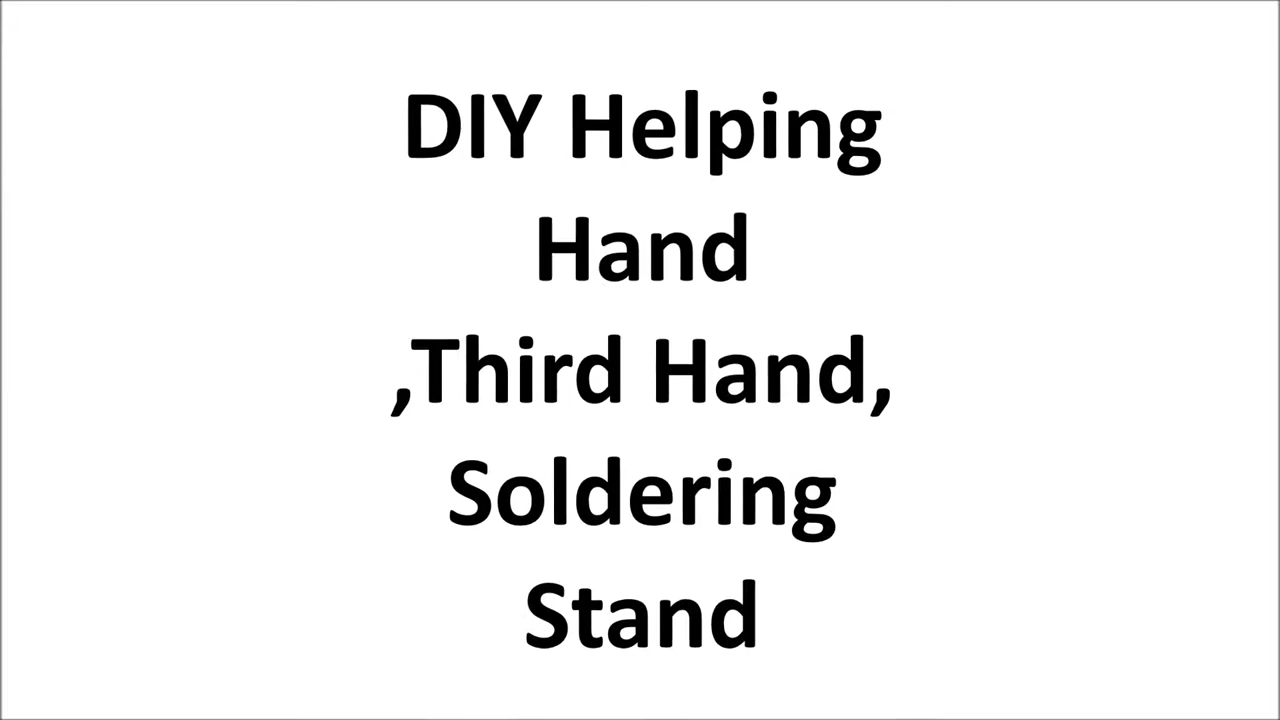 DIY Helping
Hand
,Third Hand,
Soldering
Stand